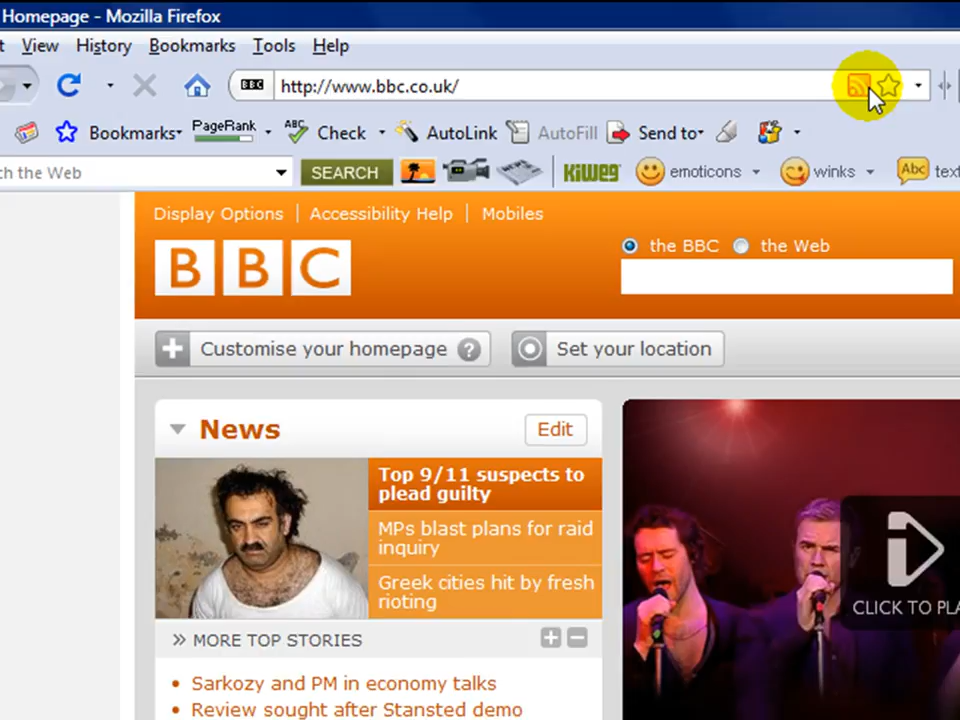 Homepage - Mozilla Firefox
View History Bookmarks Tools Help
BBC http://www.bbc.co.uk/
Bookmarks PageRank ABC Check AutoLink AutoFill Send to
the Web SEARCH KIWEE emoticons winks Abc
Display Options Accessibility Help Mobiles
BBC
the BBC the Web
Customise your homepage ? Set your location
News Edit
Top 9/11 suspects to
plead guilty
MPs blast plans for raid
inquiry
Greek cities hit by fresh
rioting
CLICK TO
MORE TOP STORIES
Sarkozy and PM in economy talks
Review sought after Stansted demo